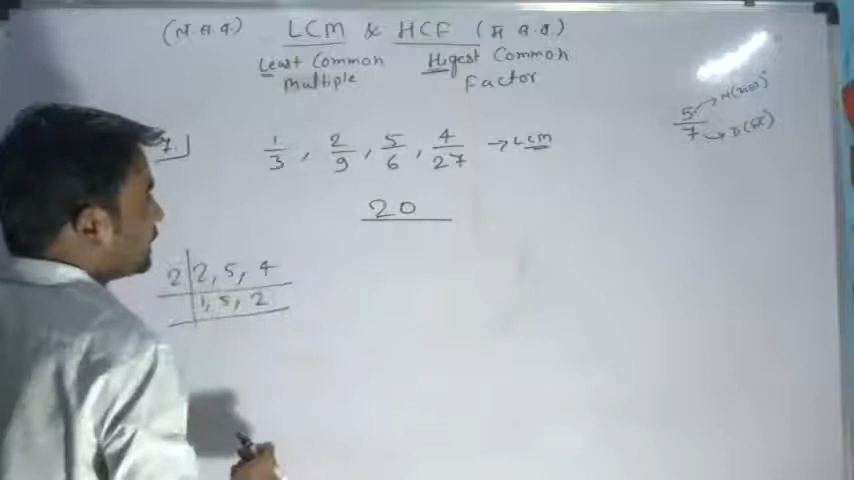 (ल.स.प.) LCM & HCF (म.स.प.)
Least Common Higest Common
Multiple Factor
5/7 → N
→ D
7.] 1/3 , 2/9 , 5/6 , 4/27 → LCM
20
2 | 2, 5, 4
1, 5, 2